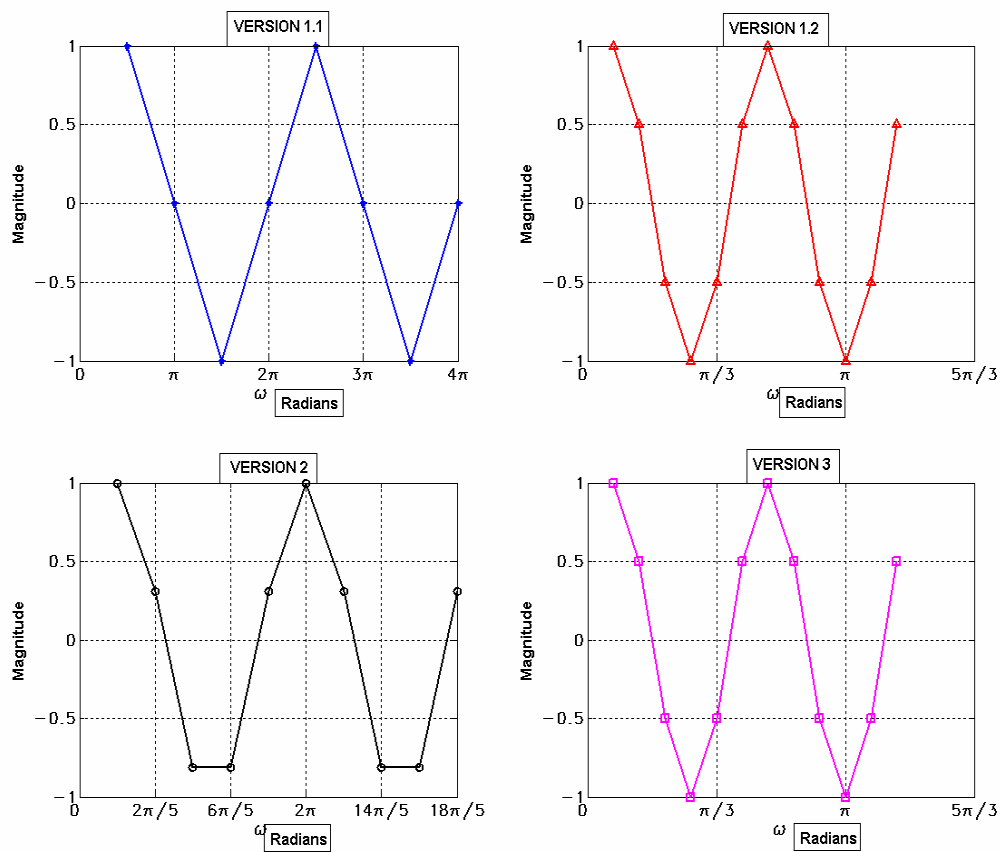 VERSION 1.1
1
0.5
0
−0.5
−1
Magnitude
0
π
2π
3π
4π
ω
Radians
VERSION 1.2
1
0.5
0
−0.5
−1
Magnitude
0
π/3
π
5π/3
ω
Radians
VERSION 2
1
0.5
0
−0.5
−1
Magnitude
0
2π/5
6π/5
2π
14π/5
18π/5
ω
Radians
VERSION 3
1
0.5
0
−0.5
−1
Magnitude
0
π/3
π
5π/3
ω
Radians